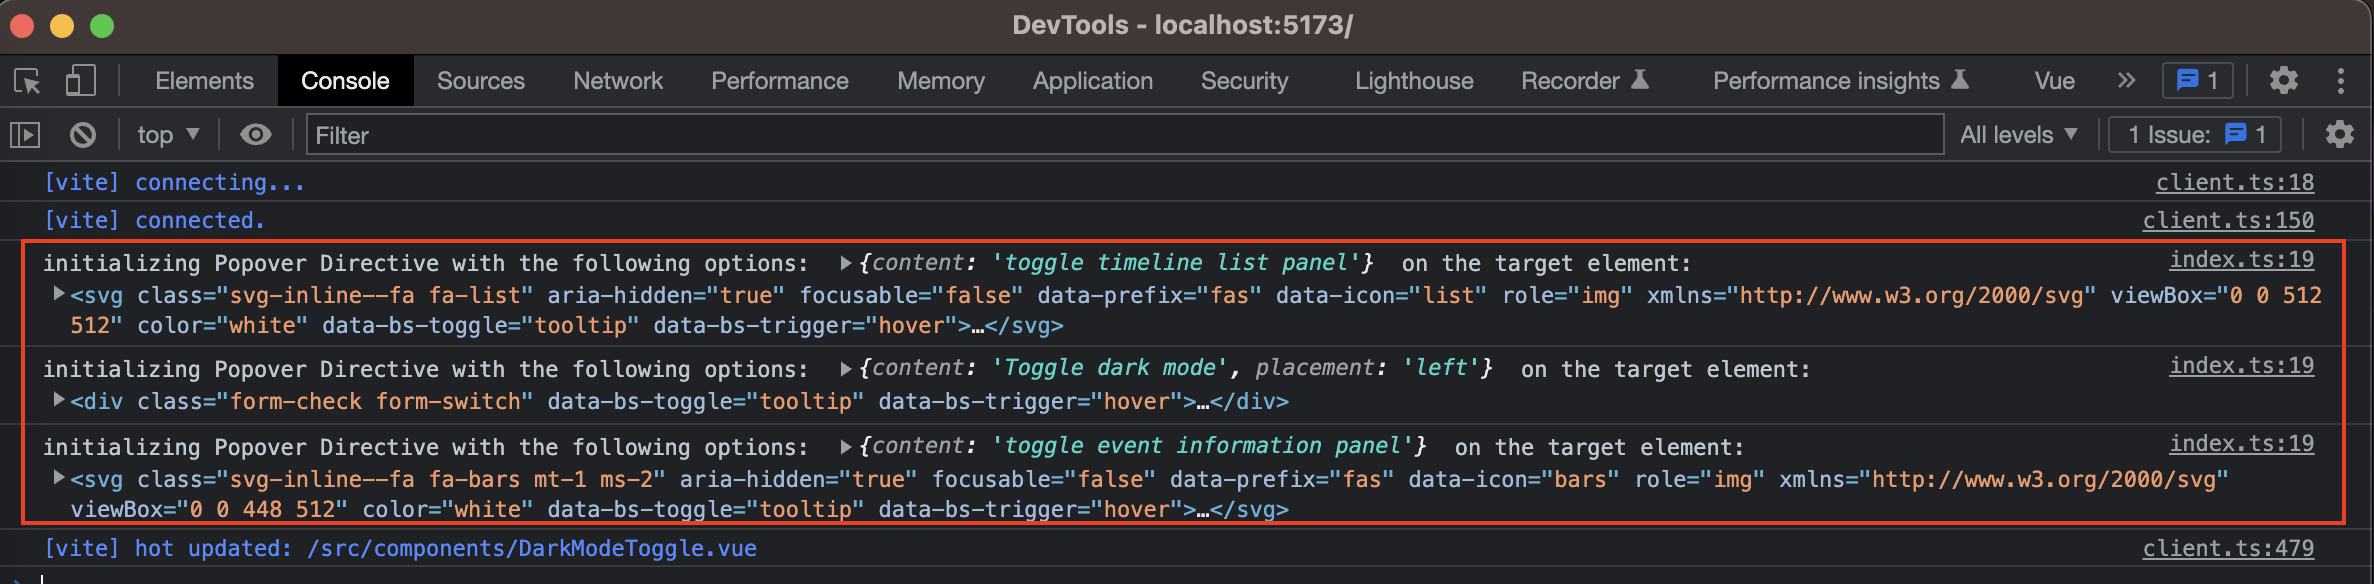 DevTools - localhost:5173/
Elements Console Sources Network Performance Memory Application Security Lighthouse Recorder Performance insights Vue » 1
top ▼ Filter All levels ▼ 1 Issue: 1
[vite] connecting... client.ts:18
[vite] connected. client.ts:150
initializing Popover Directive with the following options: ▶{content: 'toggle timeline list panel'} on the target element: index.ts:19
▶<svg class="svg-inline--fa fa-list" aria-hidden="true" focusable="false" data-prefix="fas" data-icon="list" role="img" xmlns="http://www.w3.org/2000/svg" viewBox="0 0 512
512" color="white" data-bs-toggle="tooltip" data-bs-trigger="hover">…</svg>
initializing Popover Directive with the following options: ▶{content: 'Toggle dark mode', placement: 'left'} on the target element: index.ts:19
▶<div class="form-check form-switch" data-bs-toggle="tooltip" data-bs-trigger="hover">…</div>
initializing Popover Directive with the following options: ▶{content: 'toggle event information panel'} on the target element: index.ts:19
▶<svg class="svg-inline--fa fa-bars mt-1 ms-2" aria-hidden="true" focusable="false" data-prefix="fas" data-icon="bars" role="img" xmlns="http://www.w3.org/2000/svg"
viewBox="0 0 448 512" color="white" data-bs-toggle="tooltip" data-bs-trigger="hover">…</svg>
[vite] hot updated: /src/components/DarkModeToggle.vue client.ts:479